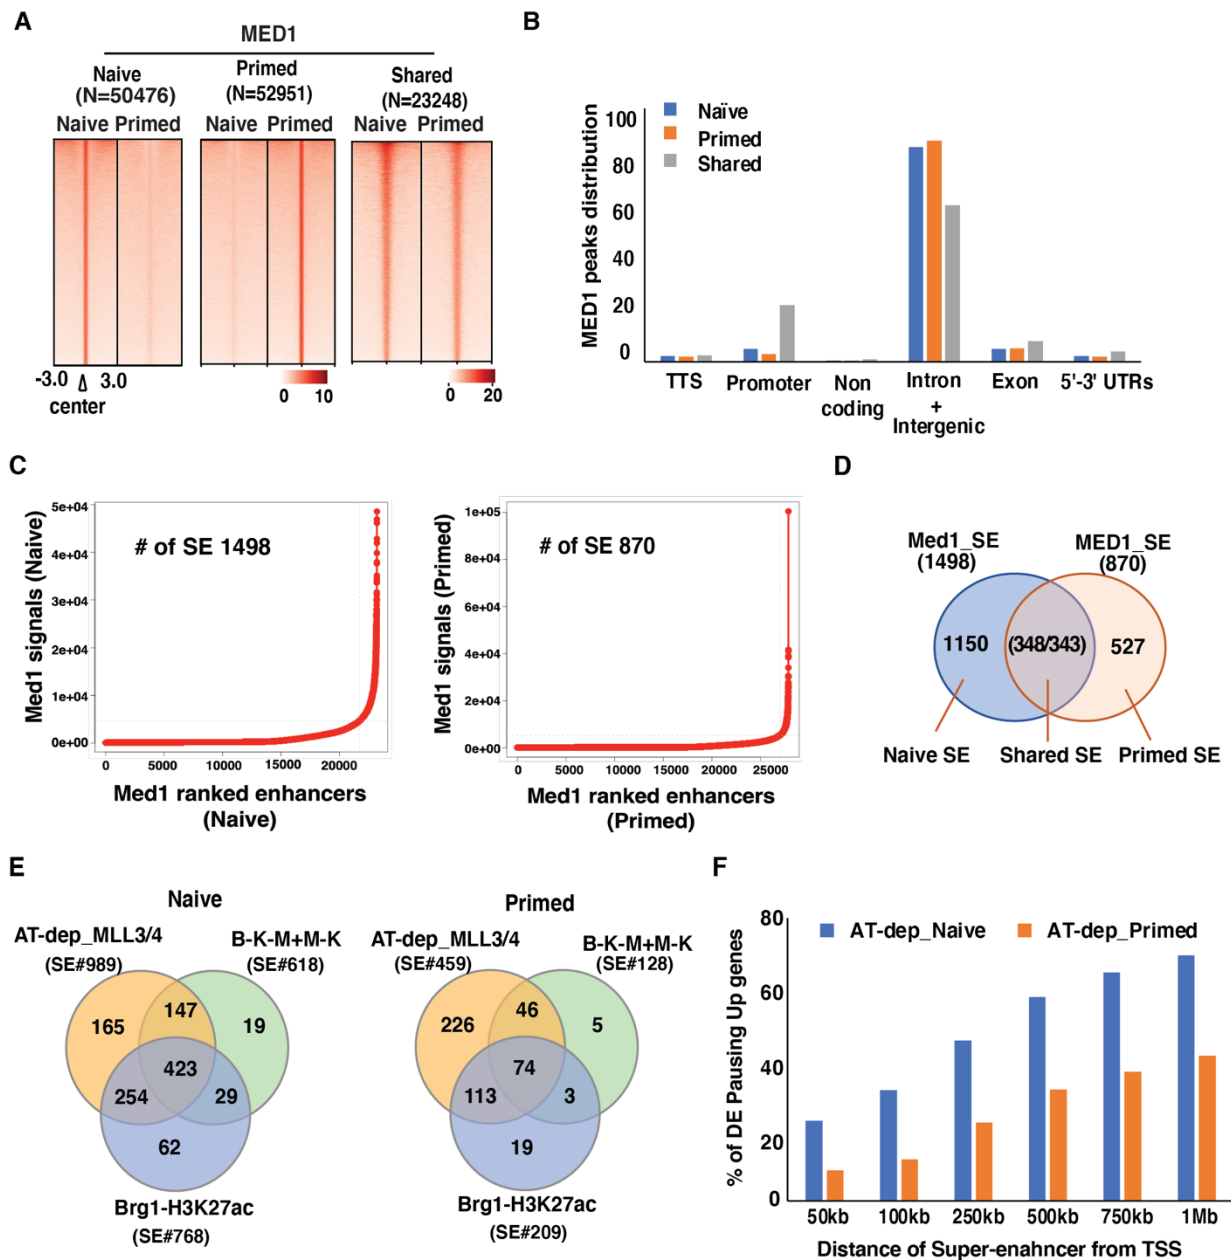 A
MED1
Naive
(N=50476)
Primed
(N=52951)
Shared
(N=23248)
Naive Primed
Naive Primed
Naive Primed
-3.0 Δ 3.0
center
0 10
0 20
B
MED1 peaks distribution
100
80
60
40
20
0
Naïve
Primed
Shared
TTS
Promoter
Non
coding
Intron
+
Intergenic
Exon
5'-3' UTRs
C
Med1 signals (Naive)
5e+04
4e+04
3e+04
2e+04
1e+04
0e+00
# of SE 1498
0 5000 10000 15000 20000
Med1 ranked enhancers
(Naive)
Med1 signals (Primed)
1e+05
8e+04
6e+04
4e+04
2e+04
0e+00
# of SE 870
0 5000 10000 15000 20000 25000
Med1 ranked enhancers
(Primed)
D
Med1_SE
(1498)
MED1_SE
(870)
1150 (348/343) 527
Naive SE Shared SE Primed SE
E
Naive
AT-dep_MLL3/4
(SE#989)
B-K-M+M-K
(SE#618)
147
165
19
423
254
29
62
Brg1-H3K27ac
(SE#768)
Primed
AT-dep_MLL3/4
(SE#459)
B-K-M+M-K
(SE#128)
46
226
5
74
113
3
19
Brg1-H3K27ac
(SE#209)
F
% of DE Pausing Up genes
80
60
40
20
0
AT-dep_Naive
AT-dep_Primed
50kb 100kb 250kb 500kb 750kb 1Mb
Distance of Super-enahncer from TSS